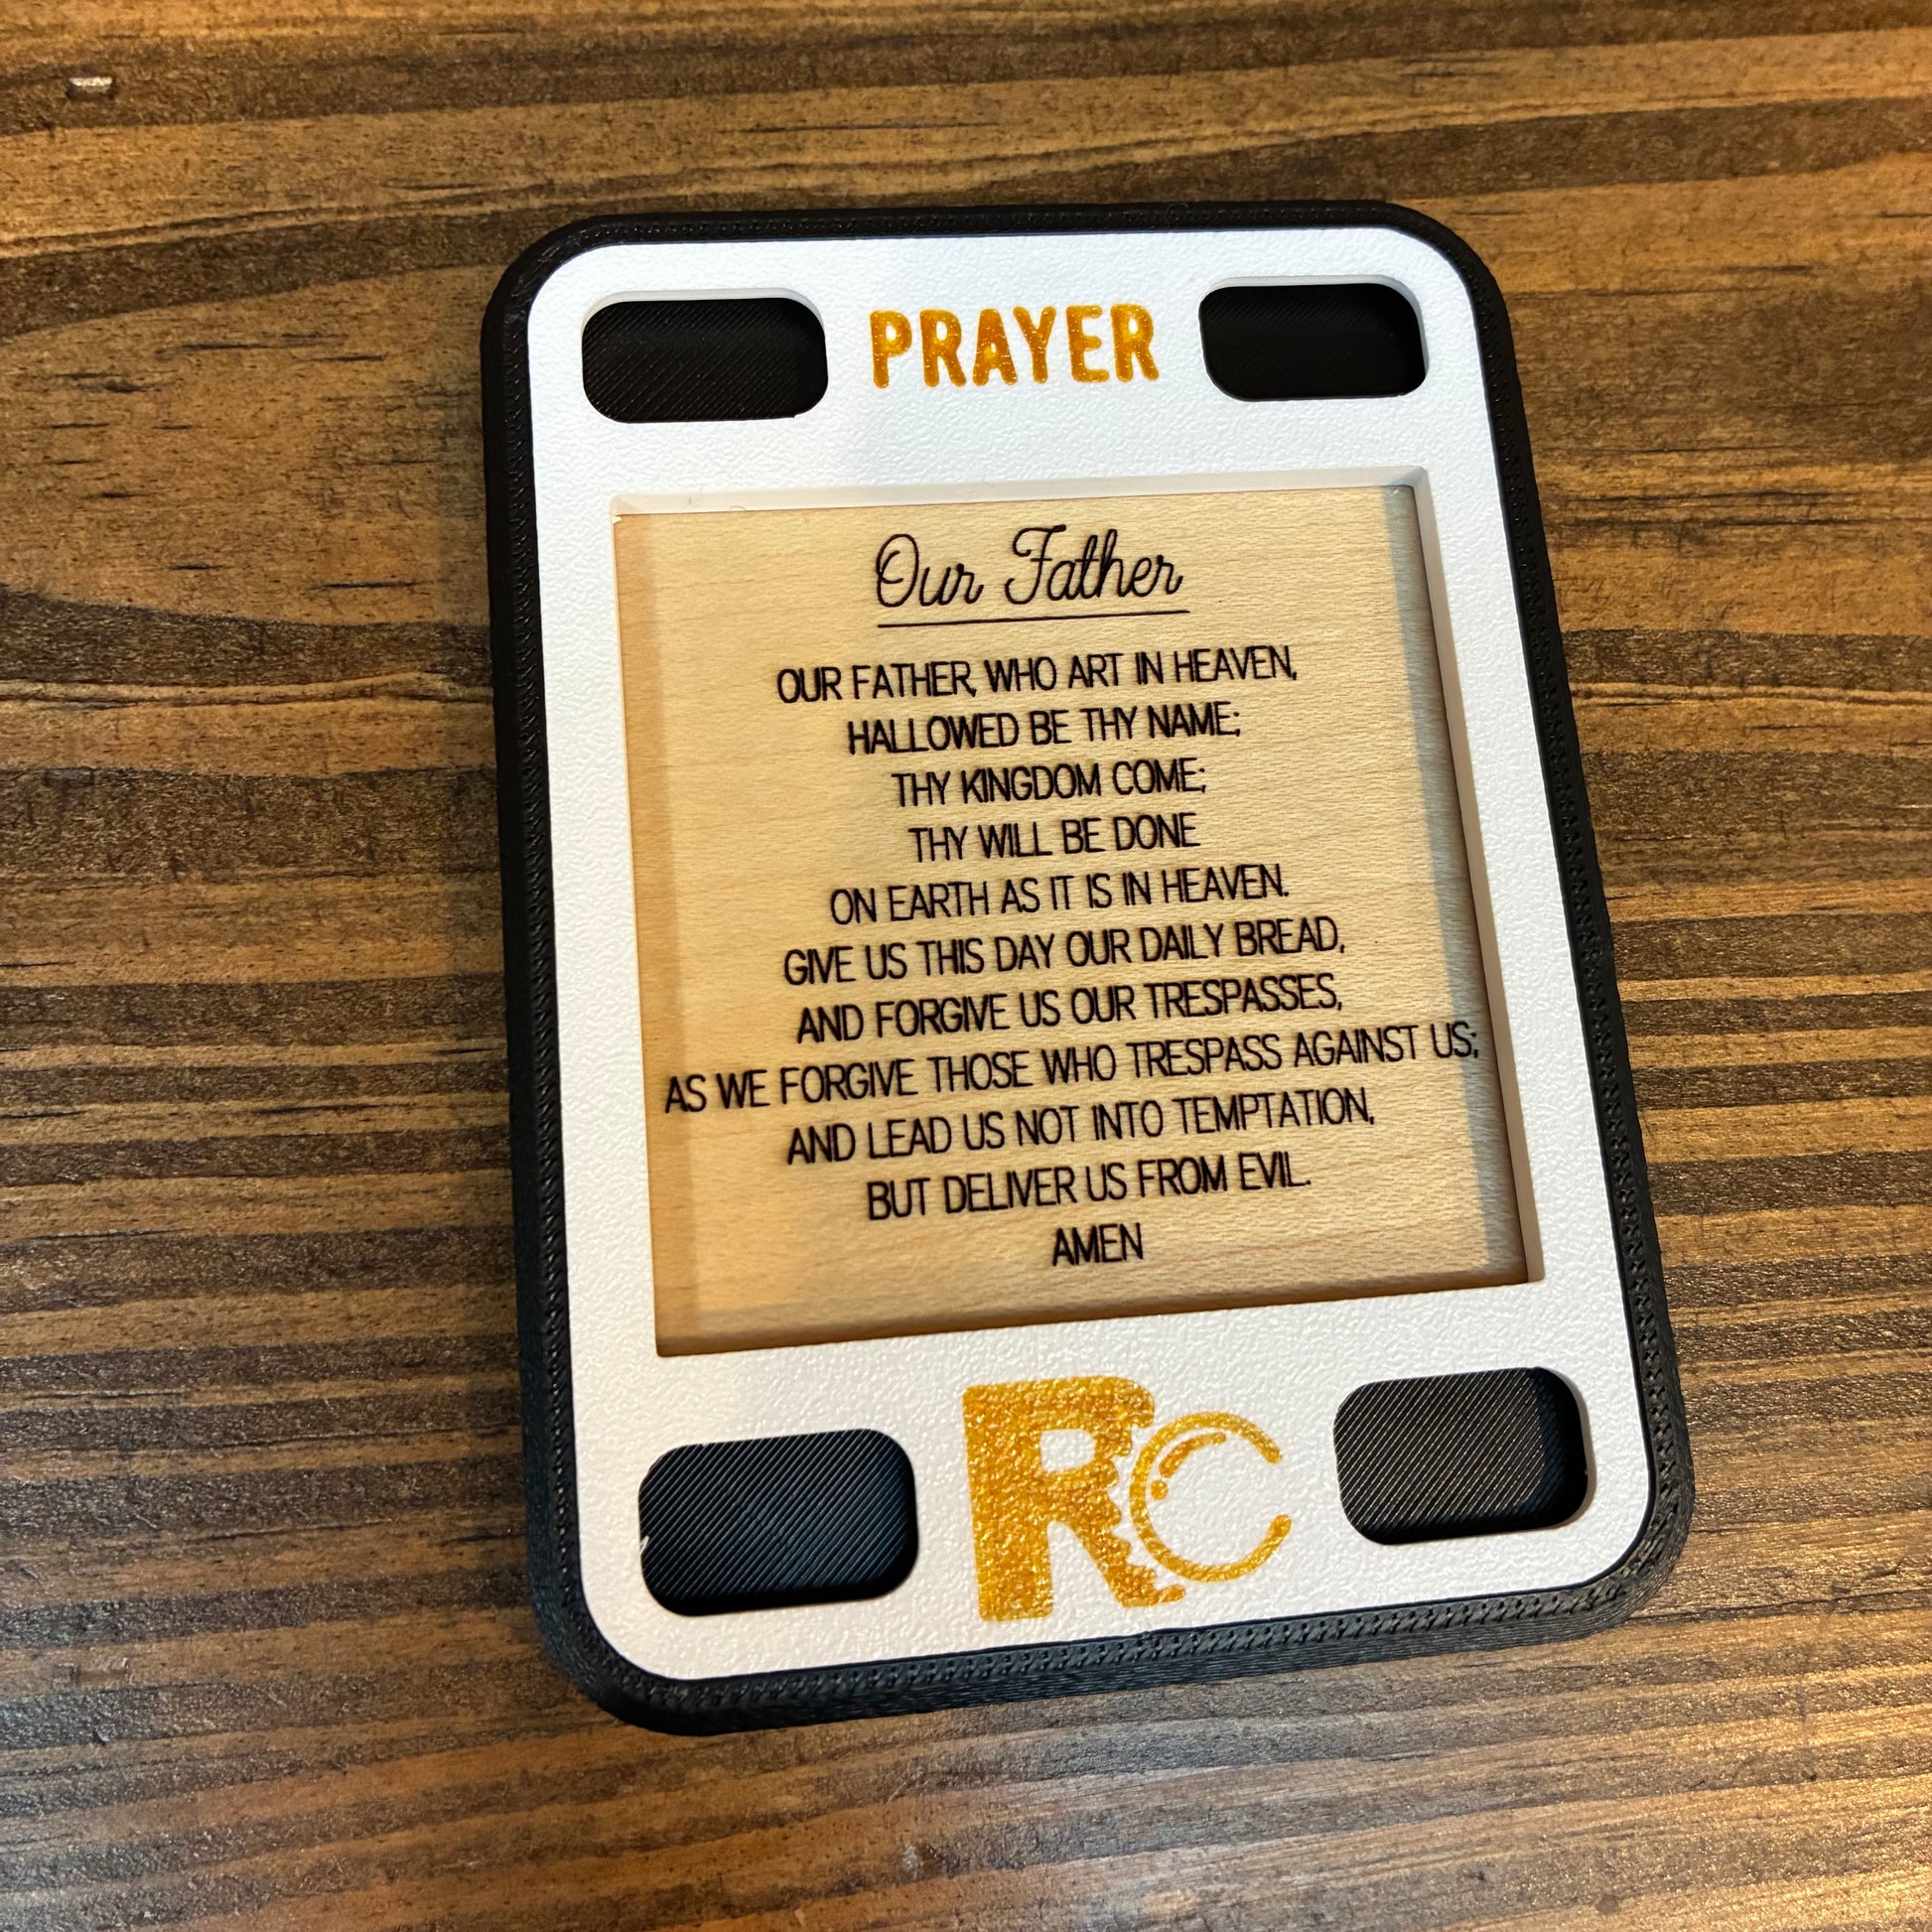 PRAYER
Our Father
OUR FATHER, WHO ART IN HEAVEN,
HALLOWED BE THY NAME;
THY KINGDOM COME;
THY WILL BE DONE
ON EARTH AS IT IS IN HEAVEN.
GIVE US THIS DAY OUR DAILY BREAD,
AND FORGIVE US OUR TRESPASSES,
AS WE FORGIVE THOSE WHO TRESPASS AGAINST US;
AND LEAD US NOT INTO TEMPTATION,
BUT DELIVER US FROM EVIL.
AMEN
RC